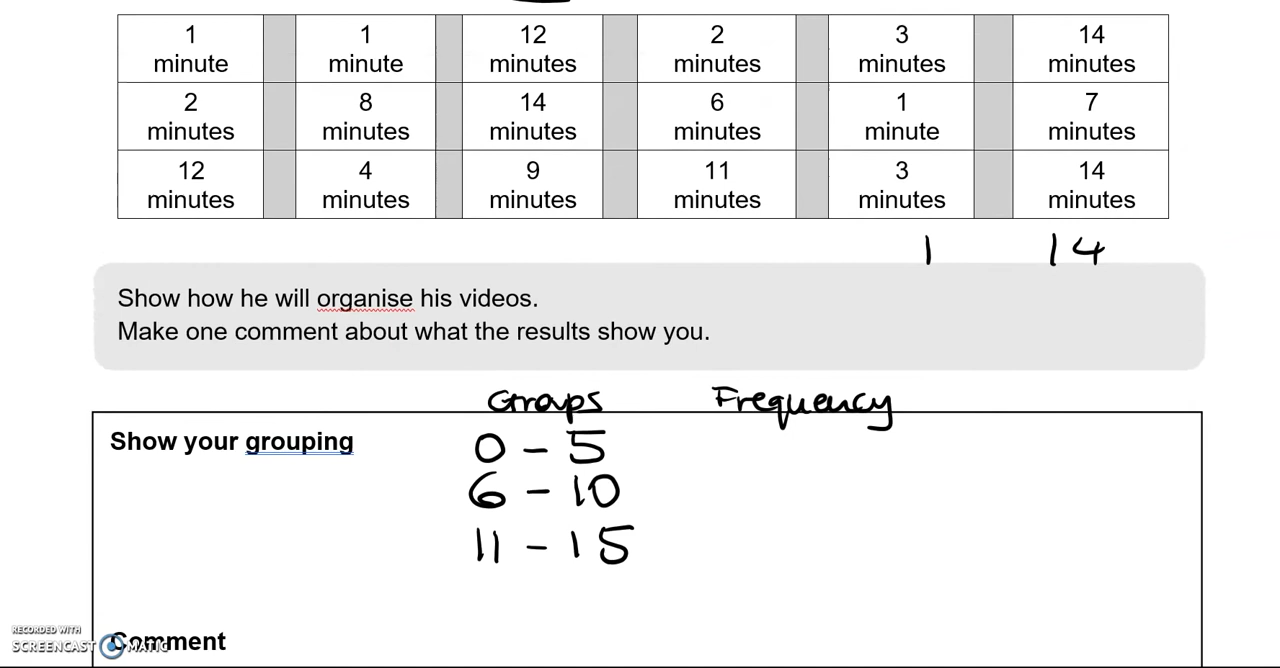 1 1 12 2 3 14
minute minute minutes minutes minutes minutes
2 8 14 6 1 7
minutes minutes minutes minutes minute minutes
12 4 9 11 3 14
minutes minutes minutes minutes minutes minutes
1 14
Show how he will organise his videos.
Make one comment about what the results show you.
Groups Frequency
Show your grouping 0 - 5
6 - 10
11 - 15
RECORDED WITH
SCREENCAST MATIC
Comment